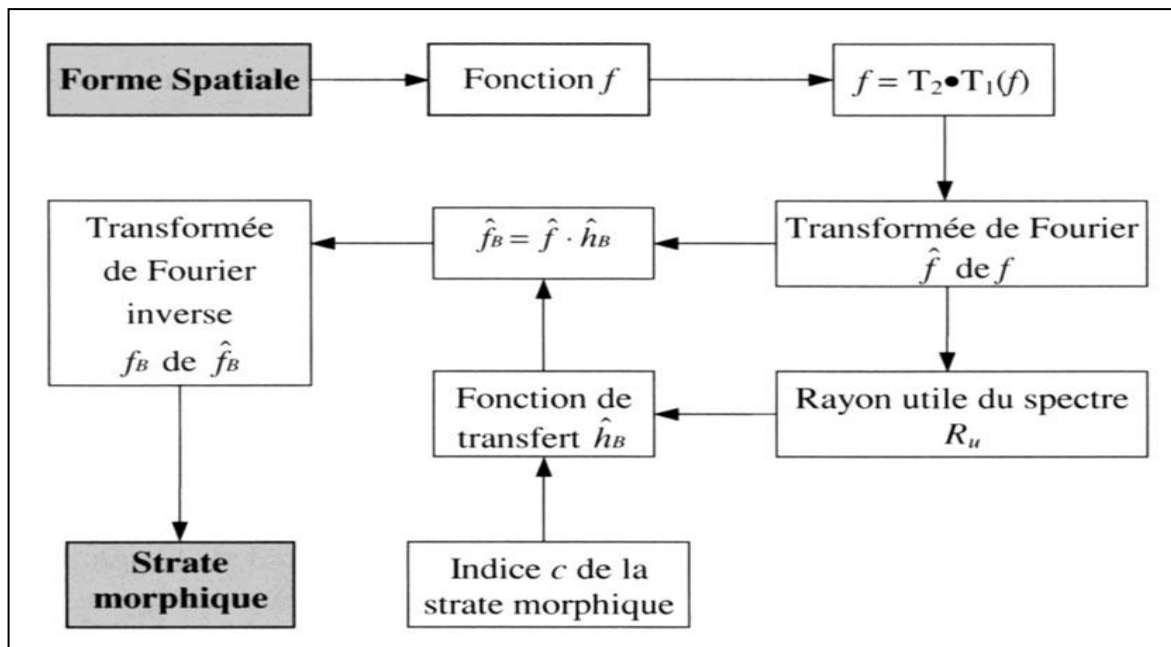 Forme Spatiale
Fonction f
f = T₂•T₁(f)
Transformée
de Fourier
inverse
f_B de f̂_B
f̂_B = f̂ · ĥ_B
Transformée de Fourier
f̂ de f
Fonction de
transfert ĥ_B
Rayon utile du spectre
R_u
Strate
morphique
Indice c de la
strate morphique